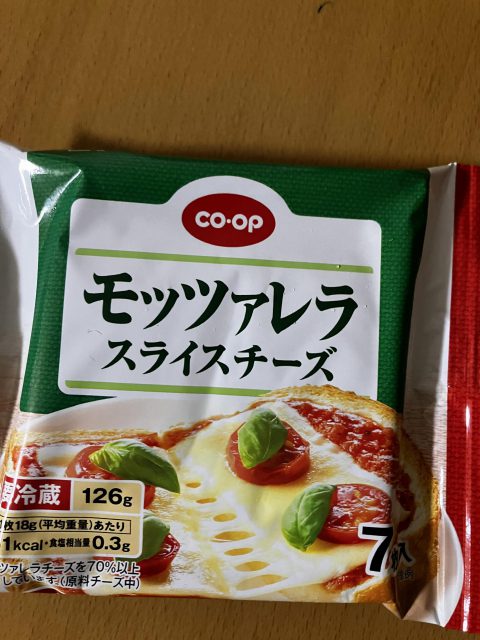 CO·OP
モッツァレラ
スライスチーズ
冷蔵 126g
枚18g(平均重量)あたり
1kcal・食塩相当量0.3g
ツァレラチーズを70%以上
しています。(原料チーズ中)
7 入